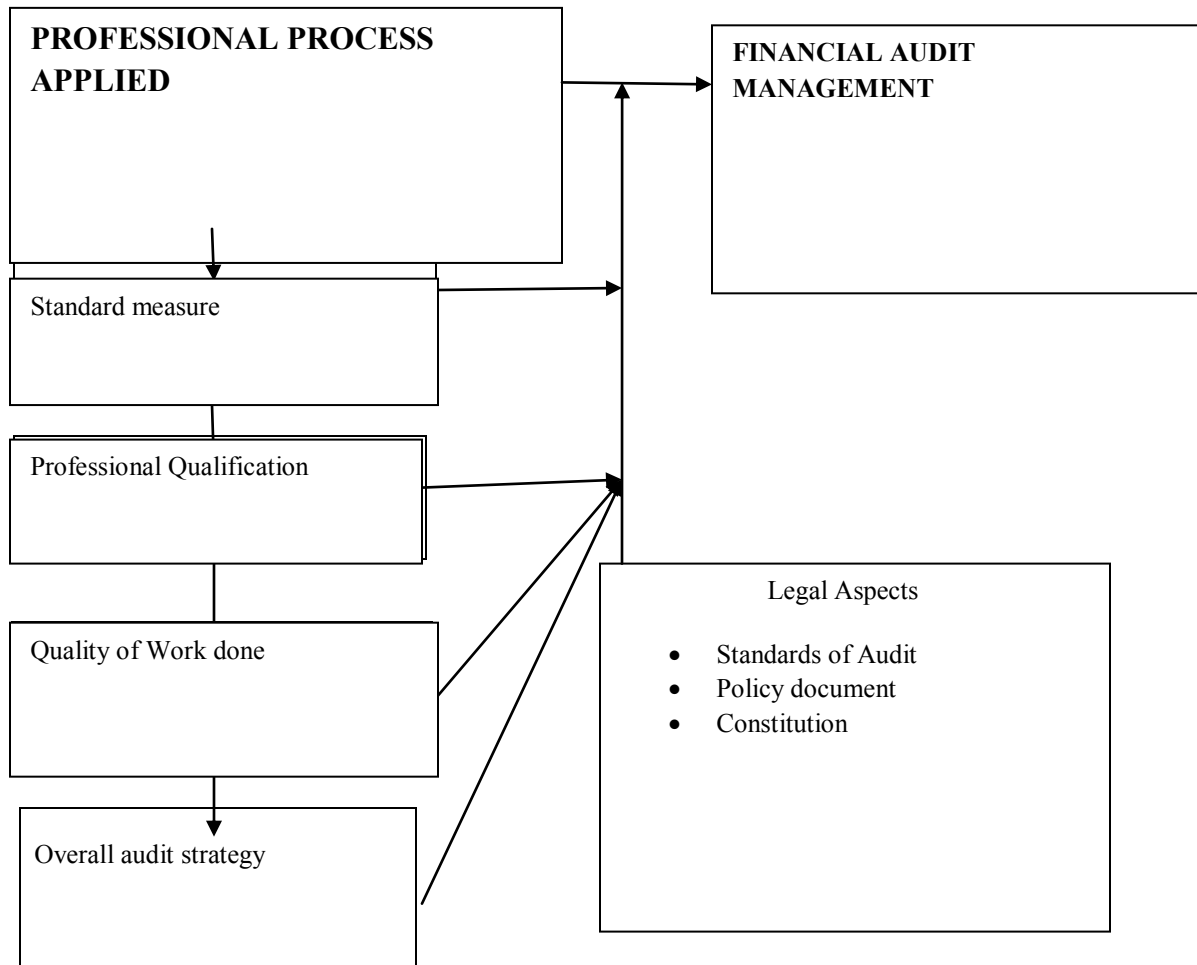 PROFESSIONAL PROCESS
APPLIED
FINANCIAL AUDIT
MANAGEMENT
Standard measure
Professional Qualification
Quality of Work done
Overall audit strategy
Legal Aspects
• Standards of Audit
• Policy document
• Constitution